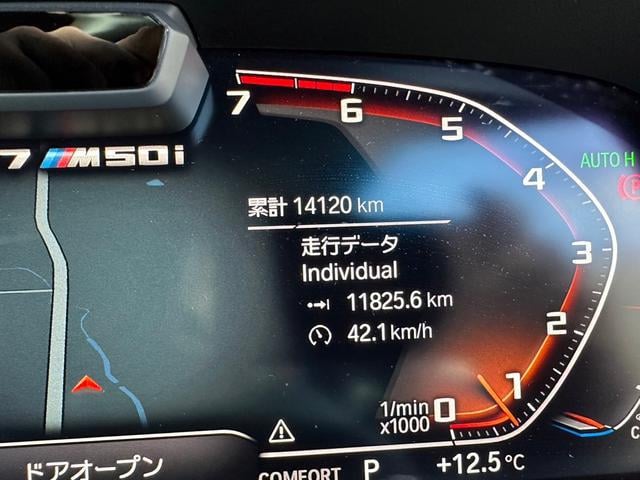 7 M50i
7 6 5 4 3 2 1 0
AUTO H
P
累計 14120 km
走行データ
Individual
11825.6 km
42.1 km/h
1/min
x1000
ドアオープン
COMFORT P +12.5°C